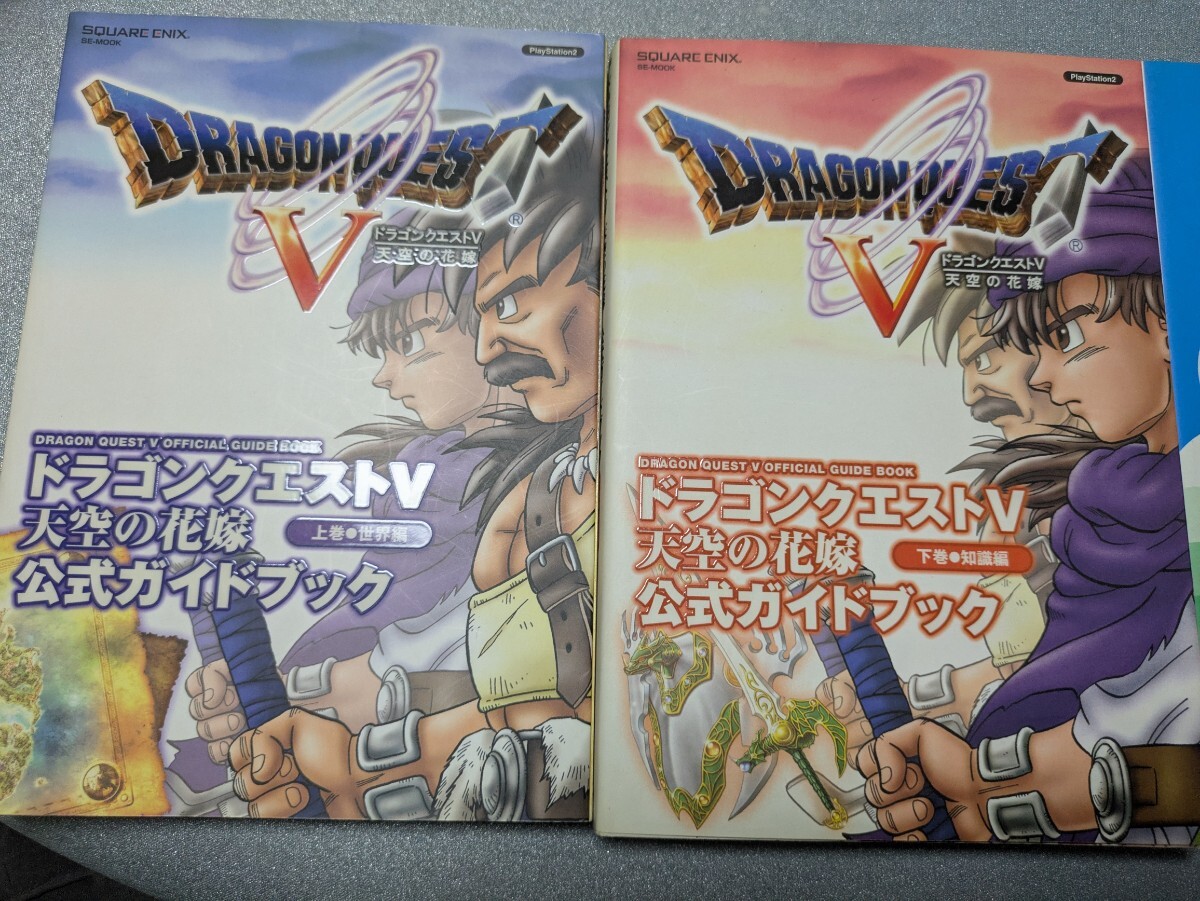 SQUARE ENIX.
SE-MOOK
PlayStation2
DRAGON QUEST
V
®
ドラゴンクエストV
天空の花嫁
DRAGON QUEST V OFFICIAL GUIDE BOOK
ドラゴンクエストV
天空の花嫁
上巻●世界編
公式ガイドブック
SQUARE ENIX.
SE-MOOK
PlayStation2
DRAGON QUEST
V
®
ドラゴンクエストV
天空の花嫁
DRAGON QUEST V OFFICIAL GUIDE BOOK
ドラゴンクエストV
天空の花嫁
下巻●知識編
公式ガイドブック